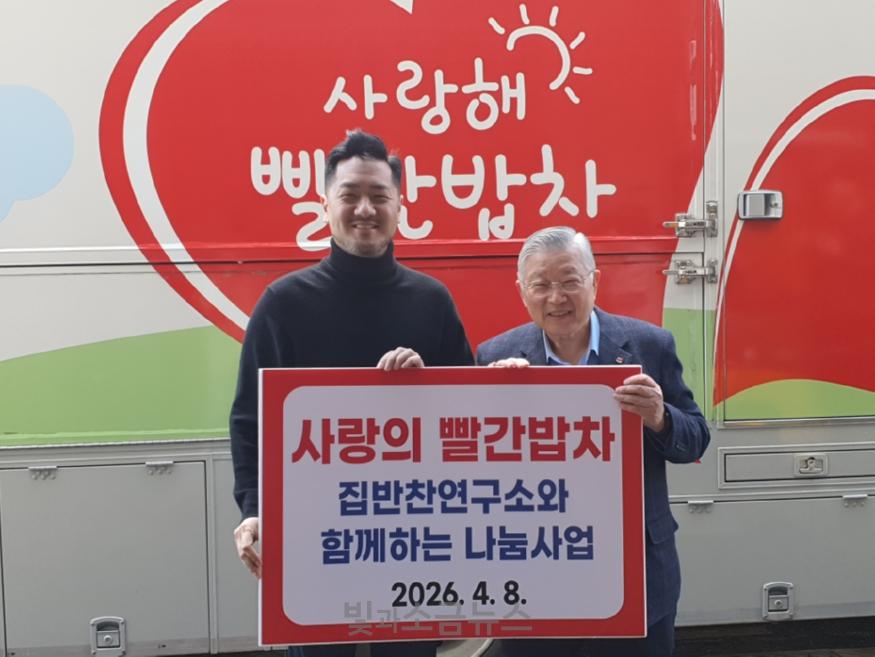 사랑해
빨간밥차
사랑의 빨간밥차
집반찬연구소와
함께하는 나눔사업
2026. 4. 8.
빛과소금뉴스